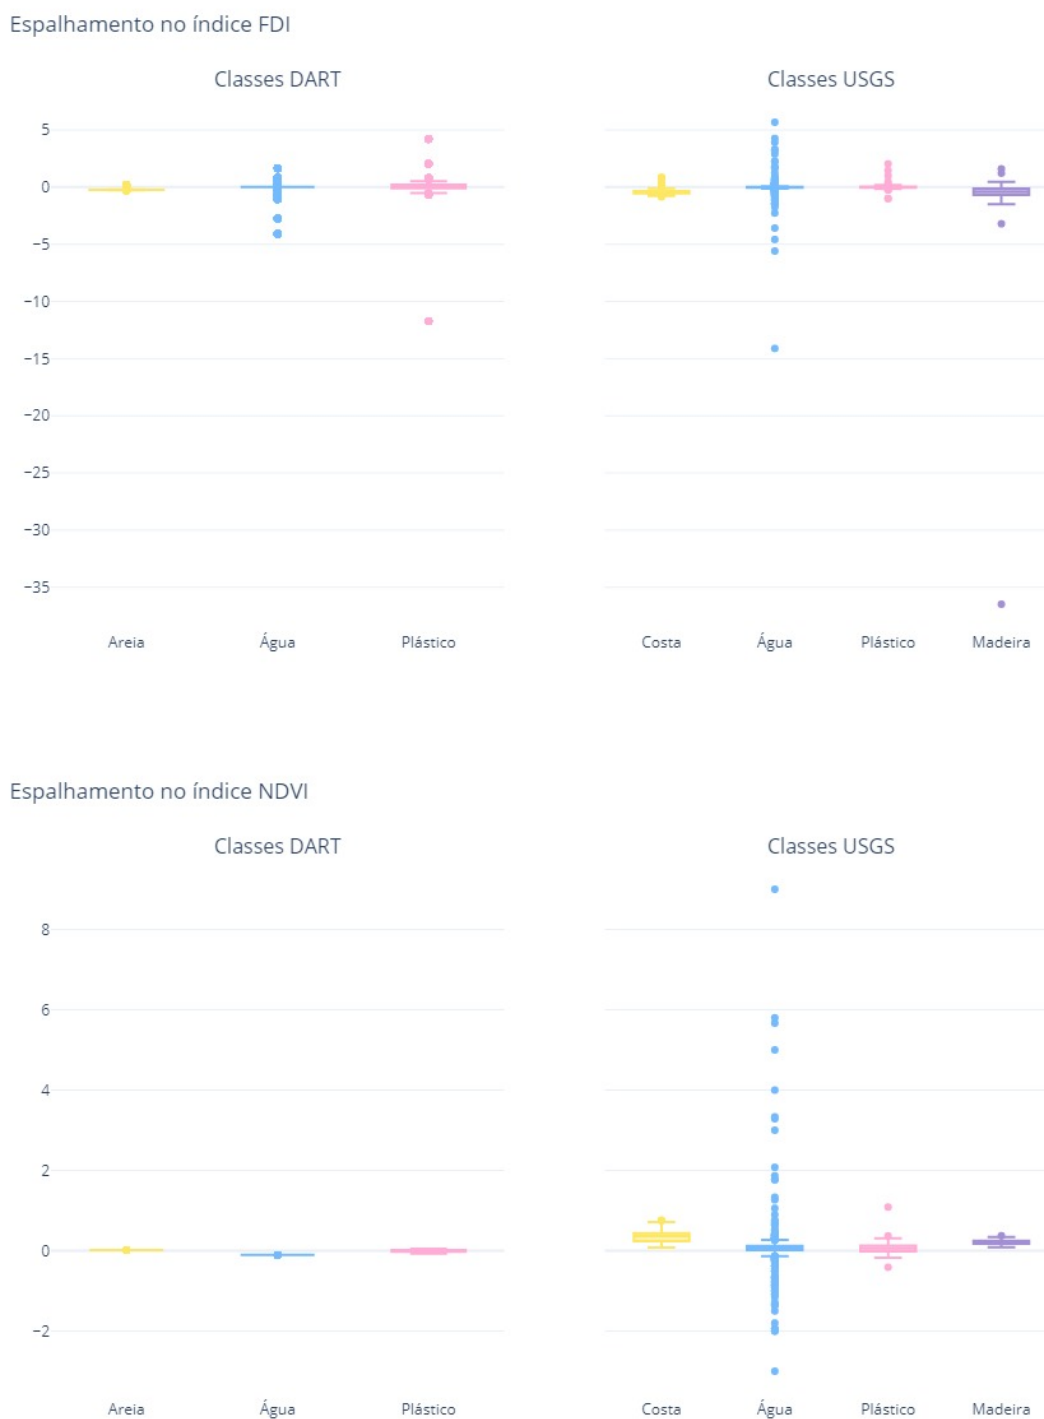 Espalhamento no índice FDI
Classes DART
Classes USGS
5
0
−5
−10
−15
−20
−25
−30
−35
Areia
Água
Plástico
Costa
Água
Plástico
Madeira
Espalhamento no índice NDVI
Classes DART
Classes USGS
8
6
4
2
0
−2
Areia
Água
Plástico
Costa
Água
Plástico
Madeira